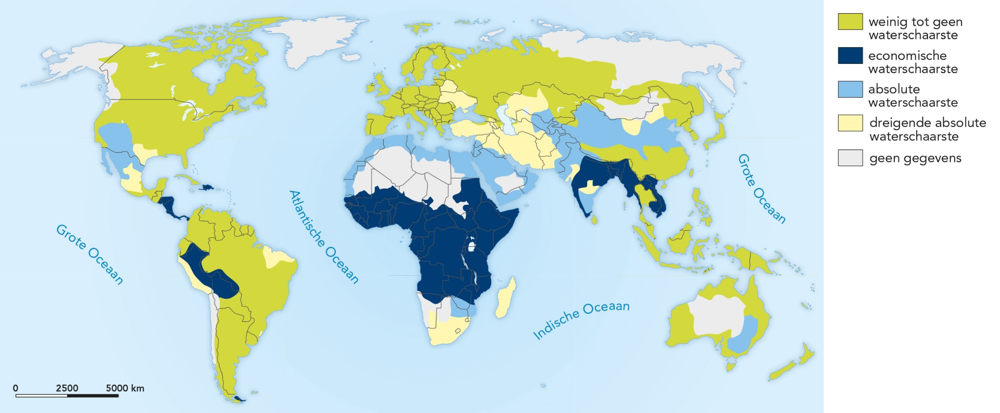 weinig tot geen
waterschaarste
economische
waterschaarste
absolute
waterschaarste
dreigende absolute
waterschaarste
geen gegevens
Grote Oceaan
Atlantische Oceaan
Indische Oceaan
Grote Oceaan
0 2500 5000 km